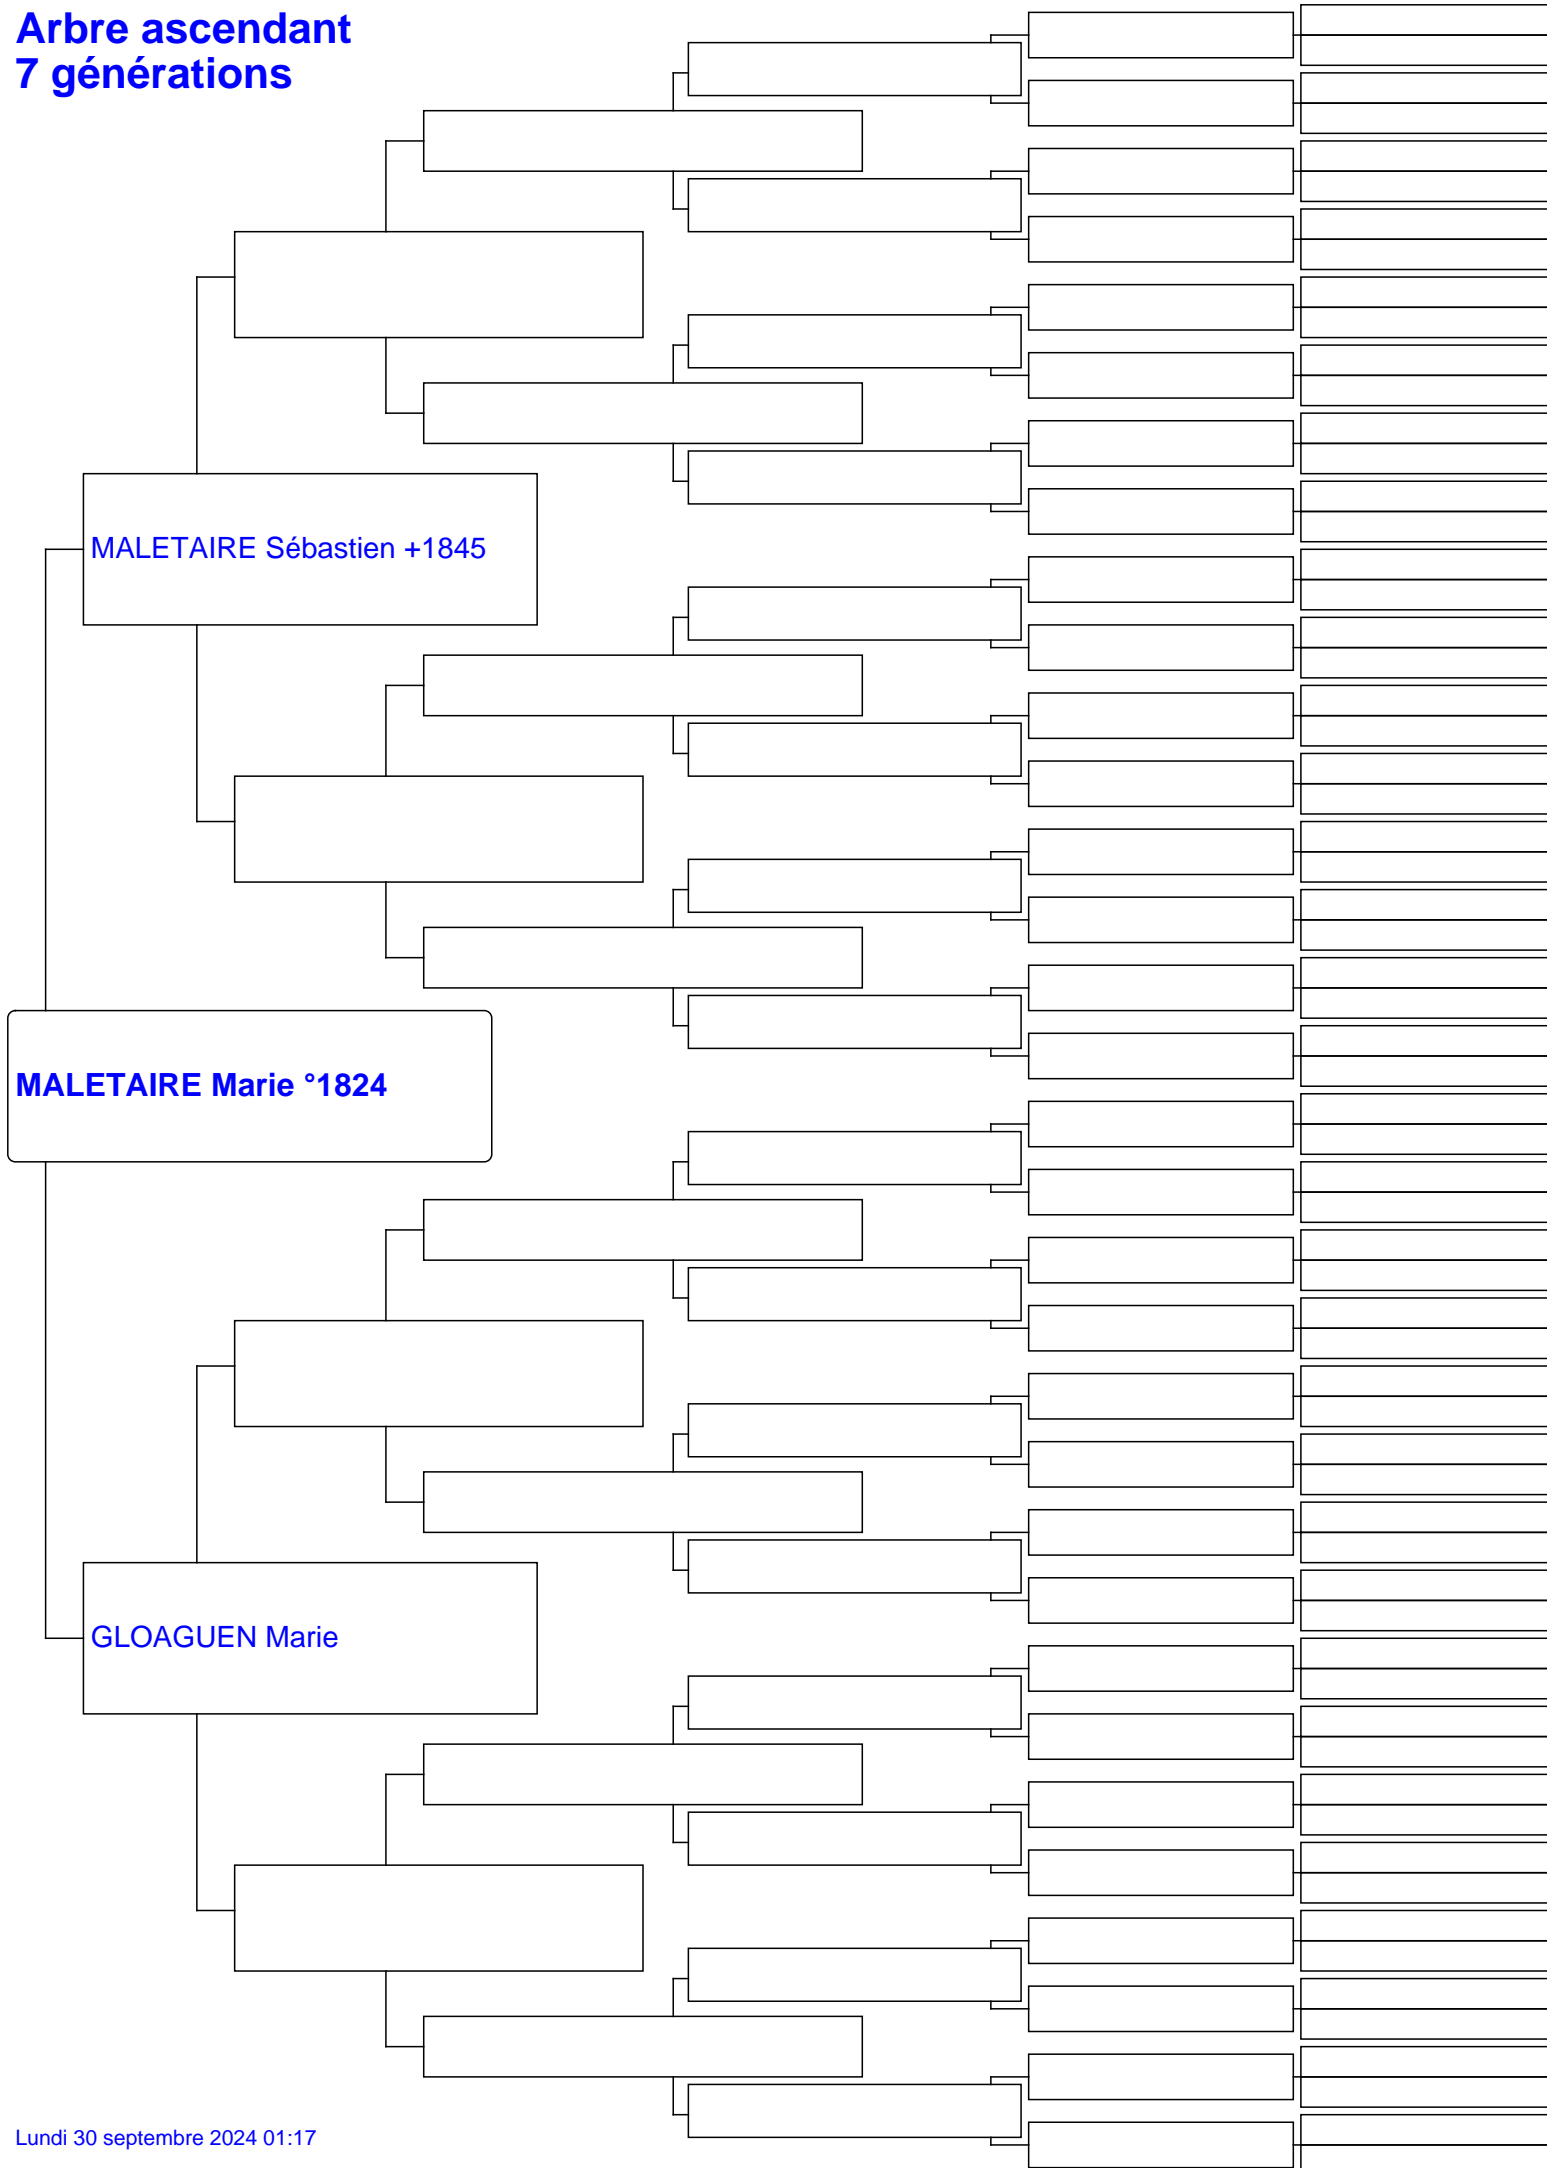 Arbre ascendant
7 générations
MALETAIRE Sébastien +1845
MALETAIRE Marie °1824
GLOAGUEN Marie
Lundi 30 septembre 2024 01:17